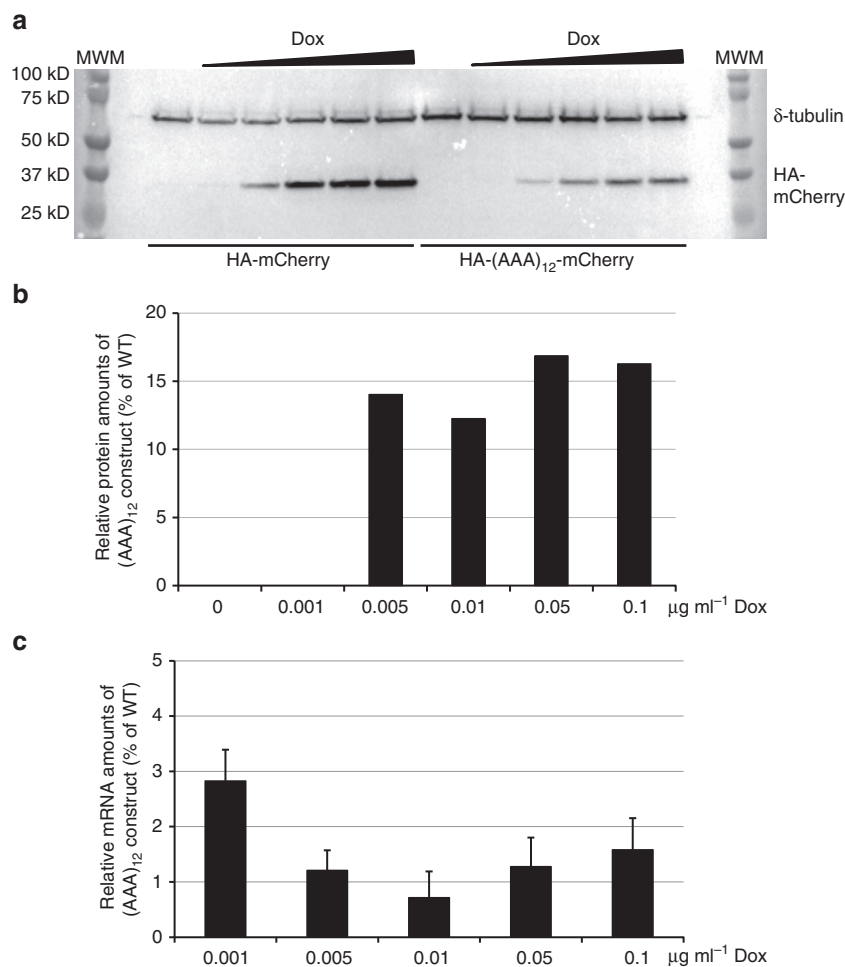 a
Dox
Dox
MWM
MWM
100 kD
75 kD
50 kD
37 kD
25 kD
δ-tubulin
HA-
mCherry
HA-mCherry
HA-(AAA)₁₂-mCherry
b
Relative protein amounts of
(AAA)₁₂ construct (% of WT)
20
15
10
5
0
0 0.001 0.005 0.01 0.05 0.1 µg ml⁻¹ Dox
c
Relative mRNA amounts of
(AAA)₁₂ construct (% of WT)
5
4
3
2
1
0
0.001 0.005 0.01 0.05 0.1 µg ml⁻¹ Dox